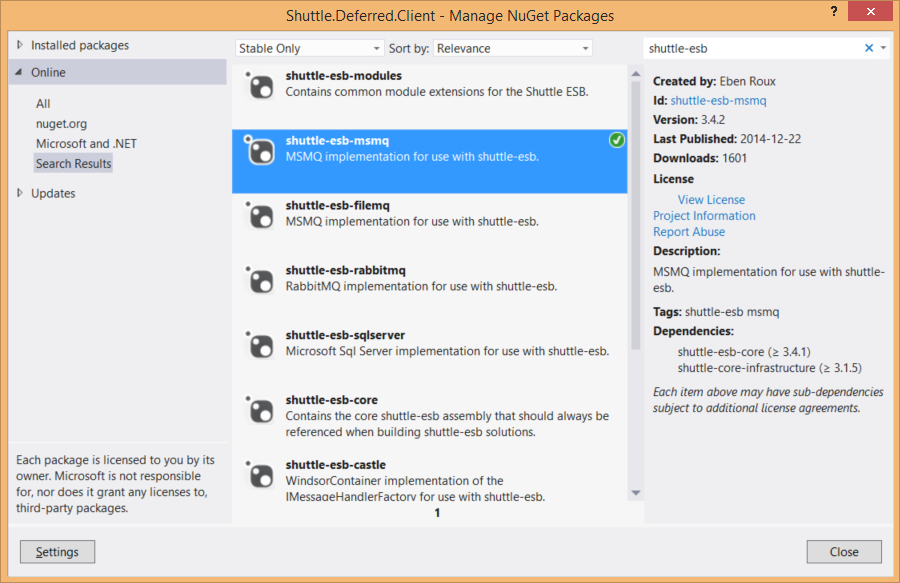 Shuttle.Deferred.Client - Manage NuGet Packages
?
Installed packages
Online
All
nuget.org
Microsoft and .NET
Search Results
Updates
Each package is licensed to you by its
owner. Microsoft is not responsible
for, nor does it grant any licenses to,
third-party packages.
Stable Only
Sort by: Relevance
shuttle-esb-modules
Contains common module extensions for the Shuttle ESB.
shuttle-esb-msmq
MSMQ implementation for use with shuttle-esb.
shuttle-esb-filemq
MSMQ implementation for use with shuttle-esb.
shuttle-esb-rabbitmq
RabbitMQ implementation for use with shuttle-esb.
shuttle-esb-sqlserver
Microsoft Sql Server implementation for use with shuttle-esb.
shuttle-esb-core
Contains the core shuttle-esb assembly that should always be
referenced when building shuttle-esb solutions.
shuttle-esb-castle
WindsorContainer implementation of the
IMessageHandlerFactory for use with shuttle-esb.
1
shuttle-esb
Created by: Eben Roux
Id: shuttle-esb-msmq
Version: 3.4.2
Last Published: 2014-12-22
Downloads: 1601
License
View License
Project Information
Report Abuse
Description:
MSMQ implementation for use with shuttle-
esb.
Tags: shuttle-esb msmq
Dependencies:
shuttle-esb-core (≥ 3.4.1)
shuttle-core-infrastructure (≥ 3.1.5)
Each item above may have sub-dependencies
subject to additional license agreements.
Settings
Close